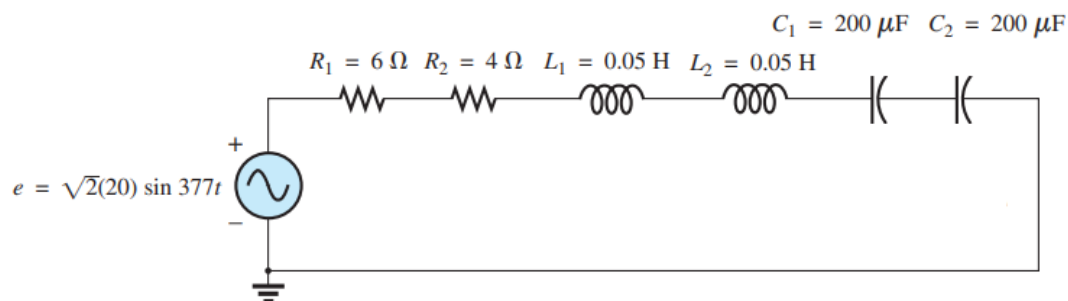 C₁ = 200 μF C₂ = 200 μF
R₁ = 6 Ω R₂ = 4 Ω L₁ = 0.05 H L₂ = 0.05 H
+
e = √2(20) sin 377t
−